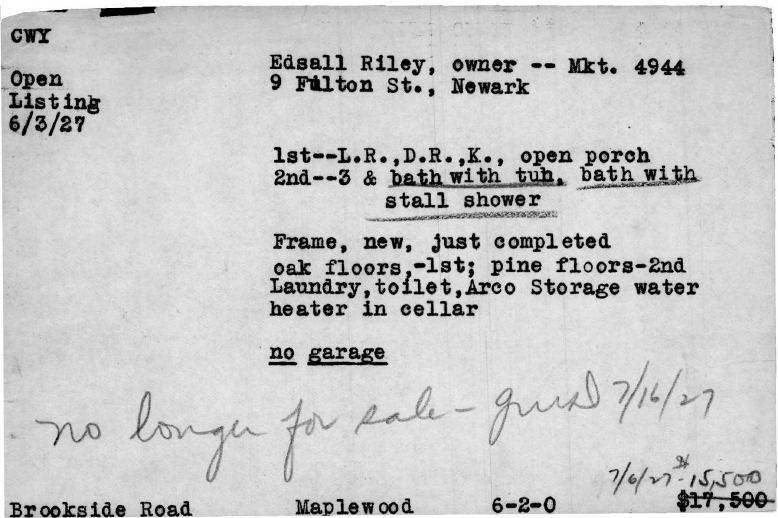 GWY
Edsall Riley, owner -- Mkt. 4944
9 Fulton St., Newark
Open
Listing
6/3/27
1st--L.R.,D.R.,K., open porch
2nd--3 & bath with tub, bath with
stall shower
Frame, new, just completed
oak floors,-1st; pine floors-2nd
Laundry,toilet,Arco Storage water
heater in cellar
no garage
no longer for sale - 7/16/27
7/6/27 - 15,500
$17,500
Brookside Road Maplewood 6-2-0